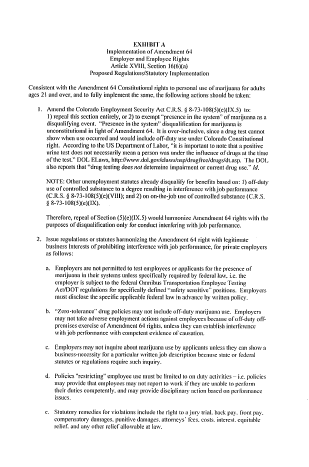 EXHIBIT A
Implementation of Amendment 64
Employer and Employee Rights
Article XVIII, Section 16(6)(a)
Proposed Regulations/Statutory Implementation
Consistent with the Amendment 64 Constitutional rights to personal use of marijuana for adults
ages 21 and over, and to fully implement the same, the following actions should be taken:
1. Amend the Colorado Employment Security Act C.R.S. § 8-73-108(5)(e)(IX.5) to:
1) repeal this section entirely, or 2) to exempt "presence in the system" of marijuana as a
disqualifying event. "Presence in the system" disqualification for marijuana is
unconstitutional in light of Amendment 64. It is over-inclusive, since a drug test cannot
show when use occurred and would include off-duty use under Colorado Constitutional
right. According to the US Department of Labor, "it is important to note that a positive
urine test does not necessarily mean a person was under the influence of drugs at the time
of the test." DOL ELaws, http://www.dol.gov/elaws/asp/drugfree/drugs/dt.asp. The DOL
also reports that "drug testing does not determine impairment or current drug use." Id.
NOTE: Other unemployment statutes already disqualify for benefits based on: 1) off-duty
use of controlled substance to a degree resulting in interference with job performance
(C.R.S. § 8-73-108(5)(e)(VIII); and 2) on on-the-job use of controlled substance (C.R.S.
§ 8-73-108(5)(e)(IX).
Therefore, repeal of Section (5)(e)(IX.5) would harmonize Amendment 64 rights with the
purposes of disqualification only for conduct interfering with job performance.
2. Issue regulations or statutes harmonizing the Amendment 64 right with legitimate
business interests of prohibiting interference with job performance, for private employers
as follows:
a. Employers are not permitted to test employees or applicants for the presence of
marijuana in their systems unless specifically required by federal law, i.e. the
employer is subject to the federal Omnibus Transportation Employee Testing
Act/DOT regulations for specifically defined "safety sensitive" positions. Employers
must disclose the specific applicable federal law in advance by written policy.
b. "Zero-tolerance" drug policies may not include off-duty marijuana use. Employers
may not take adverse employment actions against employees because of off-duty off-
premises exercise of Amendment 64 rights, unless they can establish interference
with job performance with competent evidence of causation.
c. Employers may not inquire about marijuana use by applicants unless they can show a
business-necessity for a particular written job description because state or federal
statutes or regulations require such inquiry.
d. Policies "restricting" employee use must be limited to on duty activities – i.e. policies
may provide that employees may not report to work if they are unable to perform
their duties competently, and may provide disciplinary action based on performance
issues.
e. Statutory remedies for violations include the right to a jury trial, back pay, front pay,
compensatory damages, punitive damages, attorneys' fees, costs, interest, equitable
relief, and any other relief allowable at law.